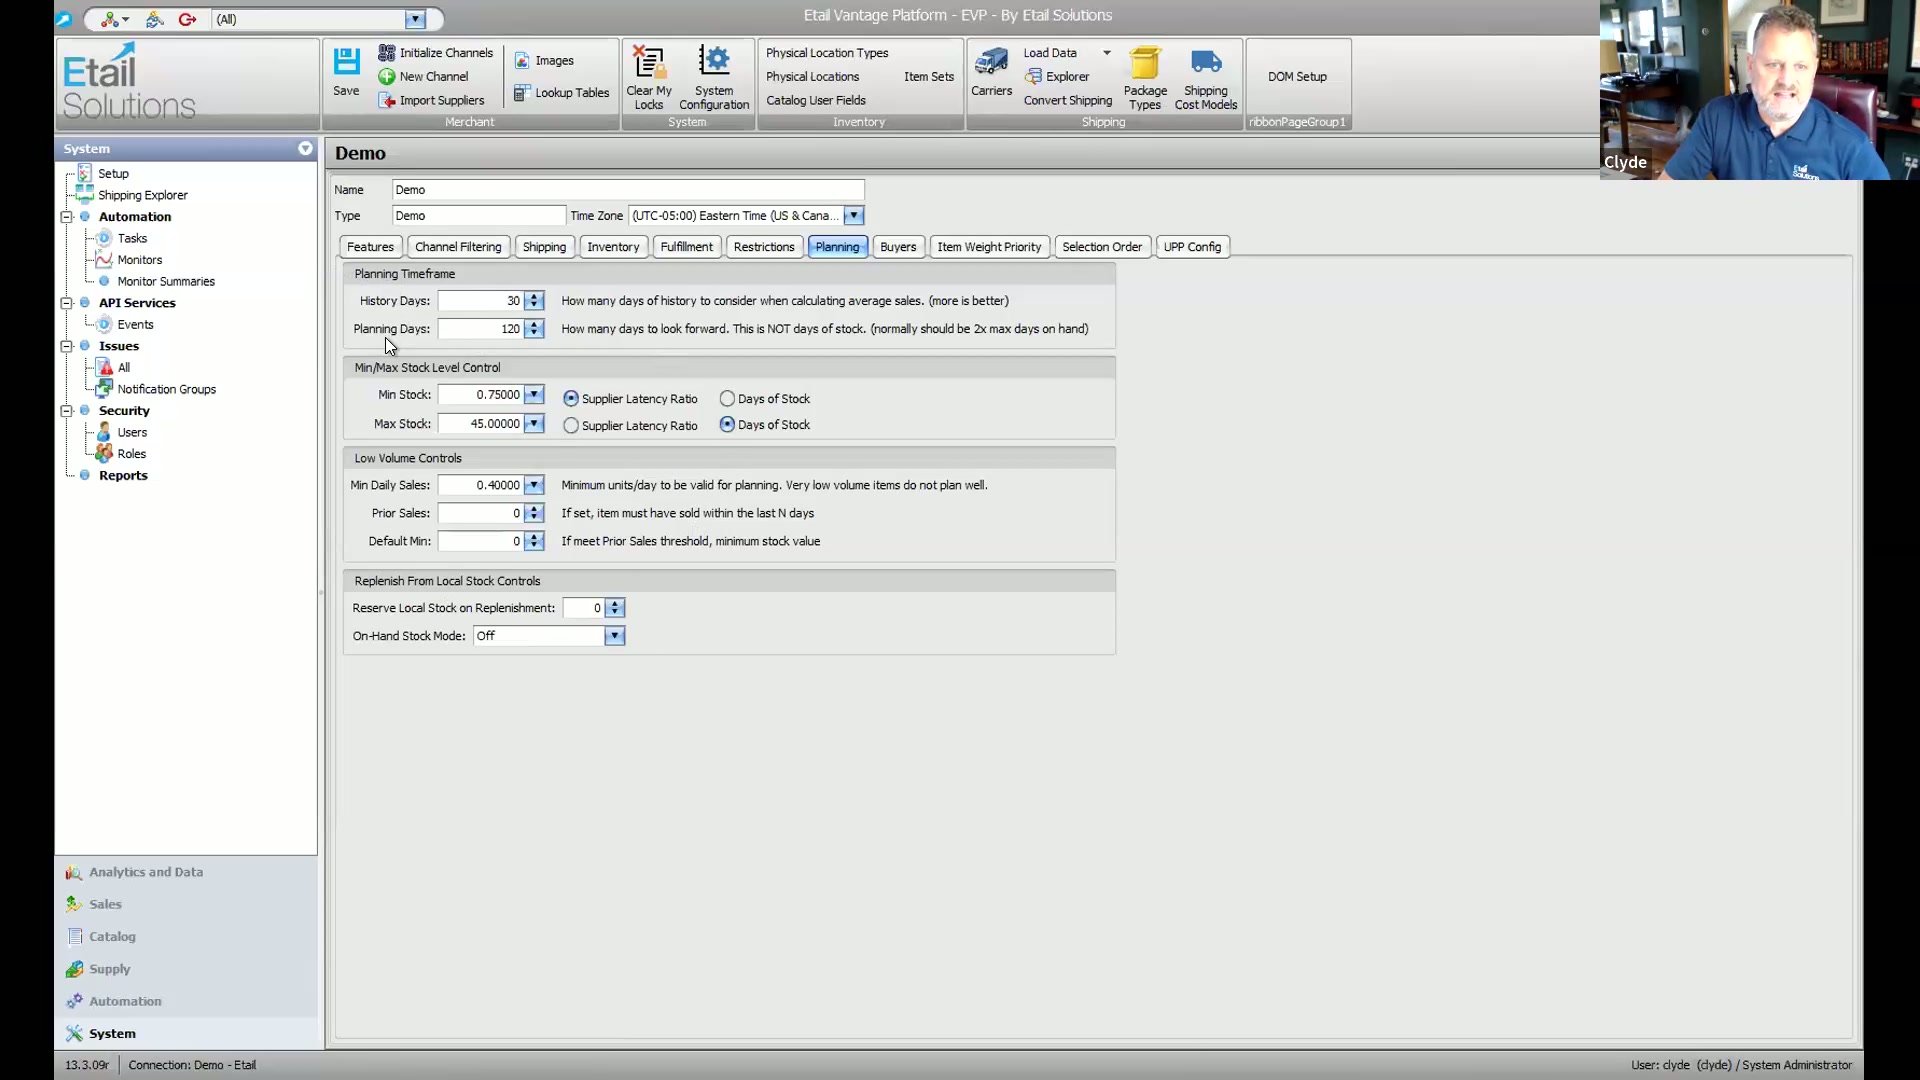 (All)
Etail Vantage Platform - EVP - By Etail Solutions
Etail
Solutions
Save
Initialize Channels
New Channel
Import Suppliers
Images
Lookup Tables
Merchant
Clear My
Locks
System
Configuration
System
Physical Location Types
Physical Locations
Catalog User Fields
Item Sets
Inventory
Carriers
Load Data
Explorer
Convert Shipping
Package
Types
Shipping
Cost Models
Shipping
DOM Setup
ribbonPageGroup1
Clyde
Etail
Solutions
System
Setup
Shipping Explorer
Automation
Tasks
Monitors
Monitor Summaries
API Services
Events
Issues
All
Notification Groups
Security
Users
Roles
Reports
Analytics and Data
Sales
Catalog
Supply
Automation
System
Demo
Name Demo
Type Demo Time Zone (UTC-05:00) Eastern Time (US & Cana...
Features Channel Filtering Shipping Inventory Fulfillment Restrictions Planning Buyers Item Weight Priority Selection Order UPP Config
Planning Timeframe
History Days: 30 How many days of history to consider when calculating average sales. (more is better)
Planning Days: 120 How many days to look forward. This is NOT days of stock. (normally should be 2x max days on hand)
Min/Max Stock Level Control
Min Stock: 0.75000 Supplier Latency Ratio Days of Stock
Max Stock: 45.00000 Supplier Latency Ratio Days of Stock
Low Volume Controls
Min Daily Sales: 0.40000 Minimum units/day to be valid for planning. Very low volume items do not plan well.
Prior Sales: 0 If set, item must have sold within the last N days
Default Min: 0 If meet Prior Sales threshold, minimum stock value
Replenish From Local Stock Controls
Reserve Local Stock on Replenishment: 0
On-Hand Stock Mode: Off
13.3.09r Connection: Demo - Etail
User: clyde (clyde) / System Administrator